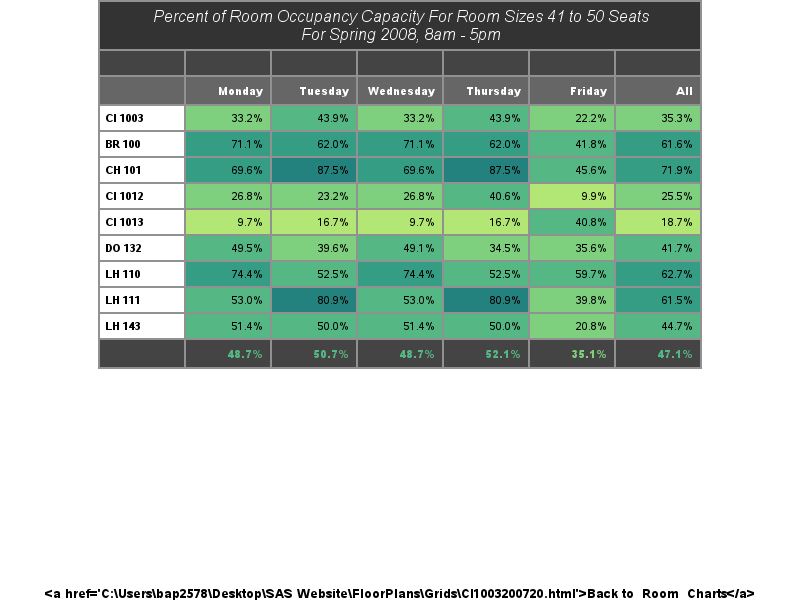 Percent of Room Occupancy Capacity For Room Sizes 41 to 50 Seats
For Spring 2008, 8am - 5pm
Monday Tuesday Wednesday Thursday Friday All
CI 1003 33.2% 43.9% 33.2% 43.9% 22.2% 35.3%
BR 100 71.1% 62.0% 71.1% 62.0% 41.8% 61.6%
CH 101 69.6% 87.5% 69.6% 87.5% 45.6% 71.9%
CI 1012 26.8% 23.2% 26.8% 40.6% 9.9% 25.5%
CI 1013 9.7% 16.7% 9.7% 16.7% 40.8% 18.7%
DO 132 49.5% 39.6% 49.1% 34.5% 35.6% 41.7%
LH 110 74.4% 52.5% 74.4% 52.5% 59.7% 62.7%
LH 111 53.0% 80.9% 53.0% 80.9% 39.8% 61.5%
LH 143 51.4% 50.0% 51.4% 50.0% 20.8% 44.7%
48.7% 50.7% 48.7% 52.1% 35.1% 47.1%
<a href='C:\Users\bap2578\Desktop\SAS Website\FloorPlans\Grids\CI1003200720.html'>Back to Room Charts</a>